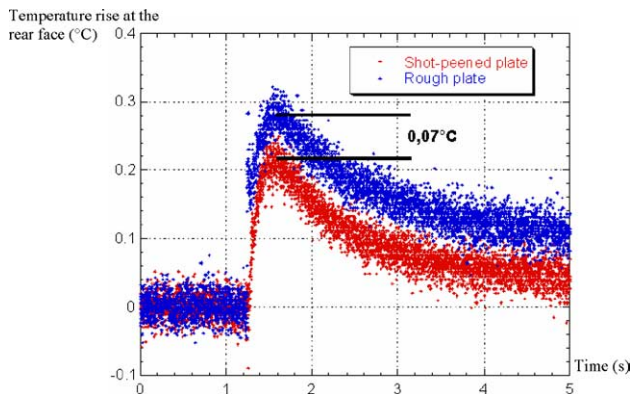 Temperature rise at the
rear face (°C)
0.4
Shot-peened plate
Rough plate
0.3
0,07°C
0.2
0.1
0
-0.1
0
1
2
3
4
5
Time (s)